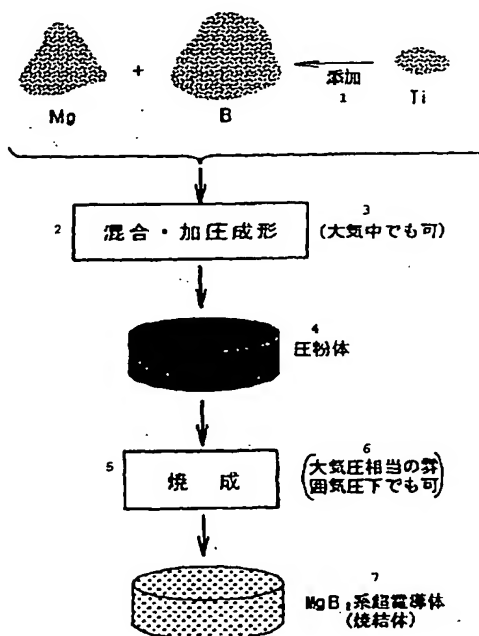 Mg + B 添加 Ti
1
2 混合・加圧成形 3 (大気中でも可)
4
圧粉体
5 焼成 6 (大気圧相当の雰
囲気圧下でも可)
7
MgB₂系超電導体
(焼結体)